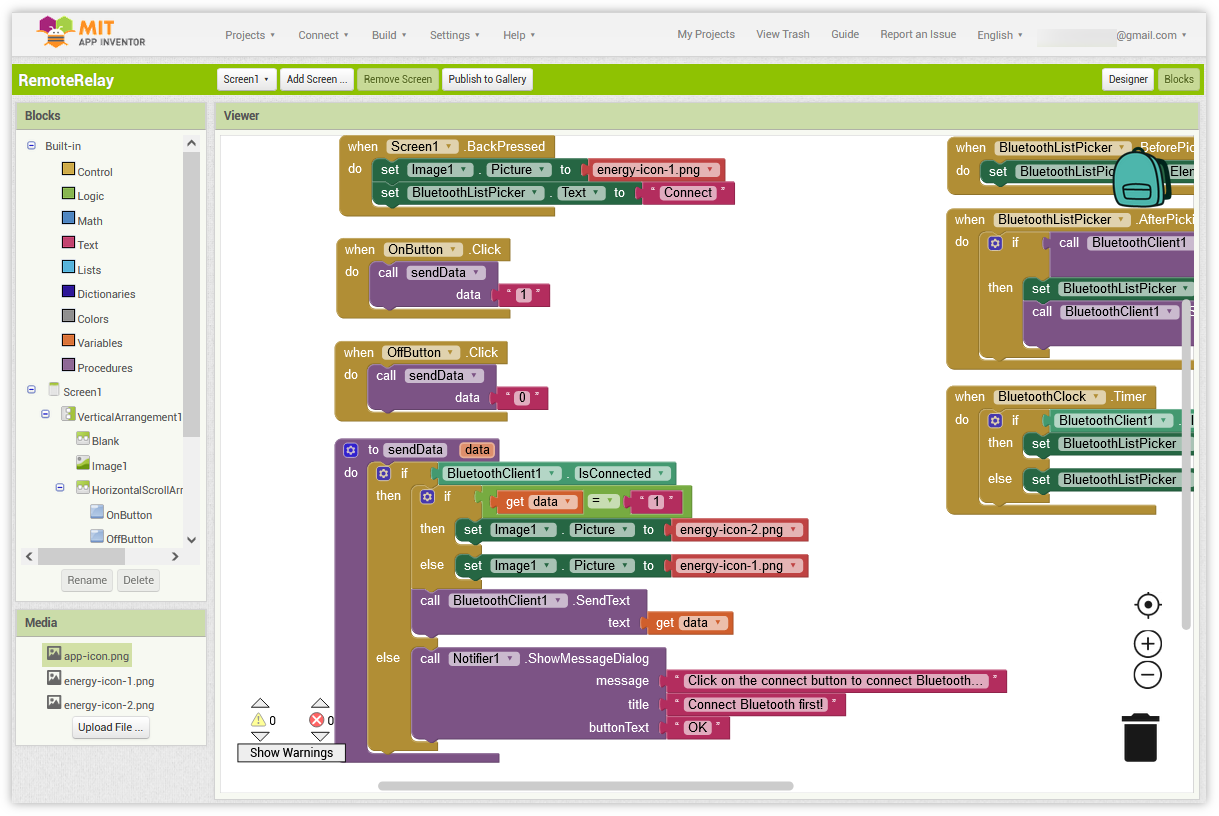 MIT
APP INVENTOR
Projects Connect Build Settings Help My Projects View Trash Guide Report an Issue English @gmail.com
RemoteRelay Screen1 Add Screen ... Remove Screen Publish to Gallery Designer Blocks
Blocks
Built-in
Control
Logic
Math
Text
Lists
Dictionaries
Colors
Variables
Procedures
Screen1
VerticalArrangement1
Blank
Image1
HorizontalScrollArr
OnButton
OffButton
Rename Delete
Media
app-icon.png
energy-icon-1.png
energy-icon-2.png
Upload File ...
Viewer
when Screen1 .BackPressed
do set Image1 . Picture to energy-icon-1.png
set BluetoothListPicker . Text to “ Connect ”
when OnButton .Click
do call sendData
data “ 1 ”
when OffButton .Click
do call sendData
data “ 0 ”
to sendData data
do if BluetoothClient1 . IsConnected
then if get data = “ 1 ”
then set Image1 . Picture to energy-icon-2.png
else set Image1 . Picture to energy-icon-1.png
call BluetoothClient1 .SendText
text get data
else call Notifier1 .ShowMessageDialog
message “ Click on the connect button to connect Bluetooth... ”
title “ Connect Bluetooth first! ”
buttonText “ OK ”
when BluetoothListPicker .BeforePic
do set BluetoothListPic Elen
when BluetoothListPicker .AfterPicki
do if call BluetoothClient1
then set BluetoothListPicker
call BluetoothClient1
when BluetoothClock .Timer
do if BluetoothClient1 .
then set BluetoothListPicker
else set BluetoothListPicker
0 0
Show Warnings